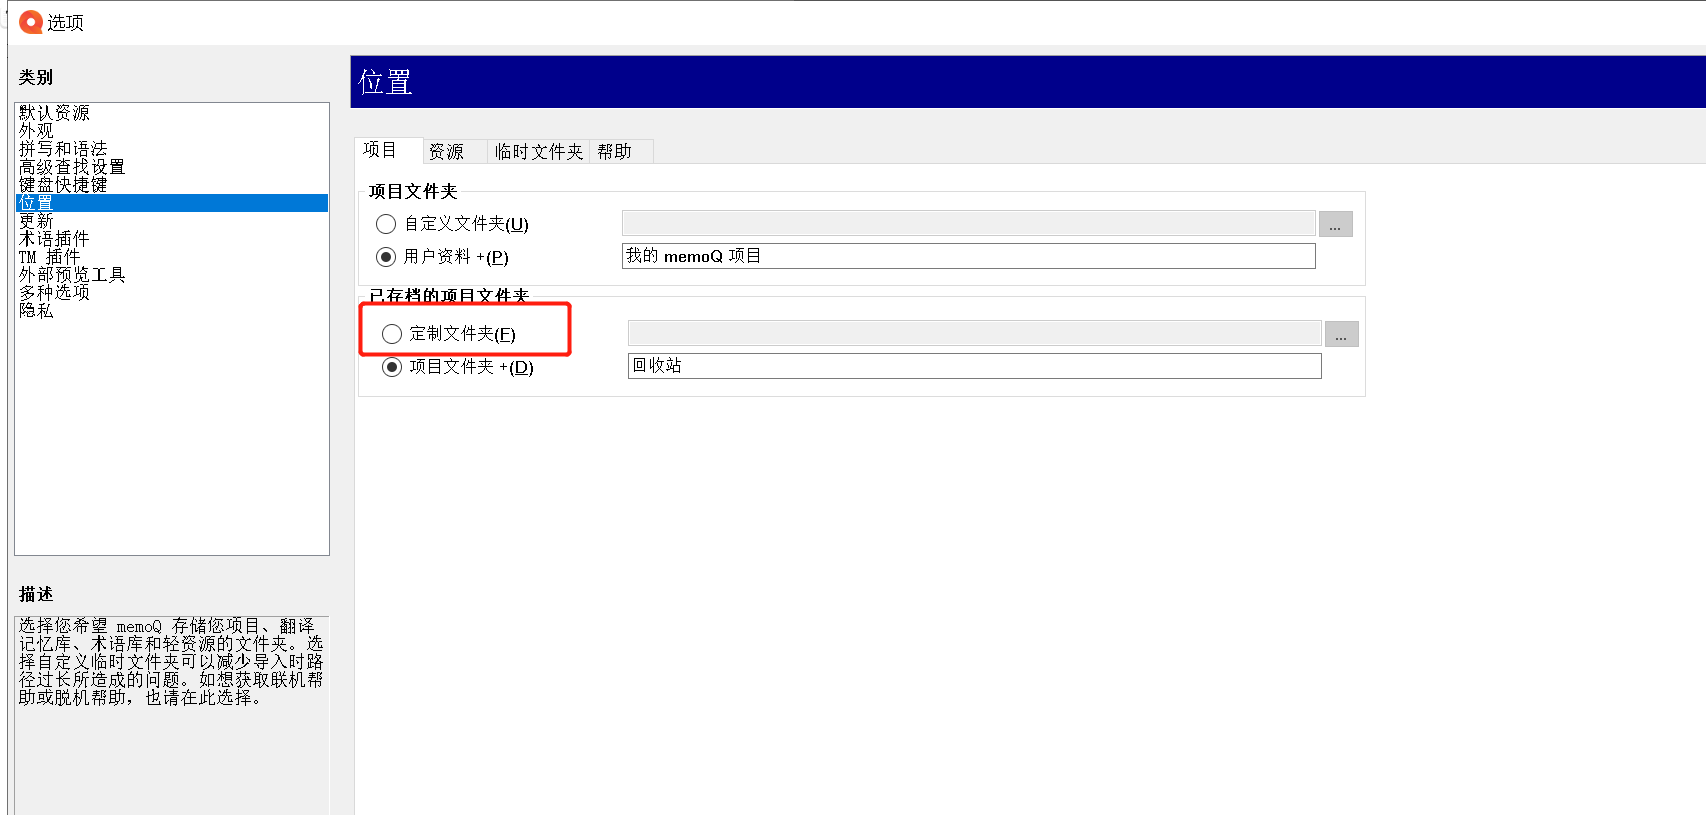 选项
类别
默认资源
外观
拼写和语法
高级查找设置
键盘快捷键
位置
更新
术语插件
TM 插件
外部预览工具
多种选项
隐私
描述
选择您希望 memoQ 存储您项目、翻译
记忆库、术语库和轻资源的文件夹。选
择自定义临时文件夹可以减少导入时路
径过长所造成的问题。如想获取联机帮
助或脱机帮助，也请在此选择。
位置
项目 资源 临时文件夹 帮助
项目文件夹
自定义文件夹(U) ...
用户资料 +(P) 我的 memoQ 项目
已存档的项目文件夹
定制文件夹(F) ...
项目文件夹 +(D) 回收站